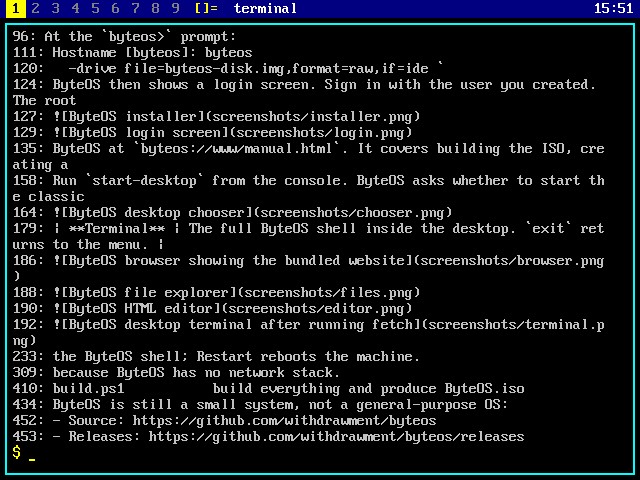 1 2 3 4 5 6 7 8 9 []= terminal 15:51
96: At the `byteos>` prompt:
111: Hostname [byteos]: byteos
120:   -drive file=byteos-disk.img,format=raw,if=ide `
124: ByteOS then shows a login screen. Sign in with the user you created.
The root
127: ![ByteOS installer](screenshots/installer.png)
129: ![ByteOS login screen](screenshots/login.png)
135: ByteOS at `byteos://www/manual.html`. It covers building the ISO, cre
ating a
158: Run `start-desktop` from the console. ByteOS asks whether to start th
e classic
164: ![ByteOS desktop chooser](screenshots/chooser.png)
179: | **Terminal** | The full ByteOS shell inside the desktop. `exit` ret
urns to the menu. |
186: ![ByteOS browser showing the bundled website](screenshots/browser.png
)
188: ![ByteOS file explorer](screenshots/files.png)
190: ![ByteOS HTML editor](screenshots/editor.png)
192: ![ByteOS desktop terminal after running fetch](screenshots/terminal.p
ng)
233: the ByteOS shell; Restart reboots the machine.
309: because ByteOS has no network stack.
410: build.ps1           build everything and produce ByteOS.iso
434: ByteOS is still a small system, not a general-purpose OS:
452: - Source: https://github.com/withdrawment/byteos
453: - Releases: https://github.com/withdrawment/byteos/releases
$ _